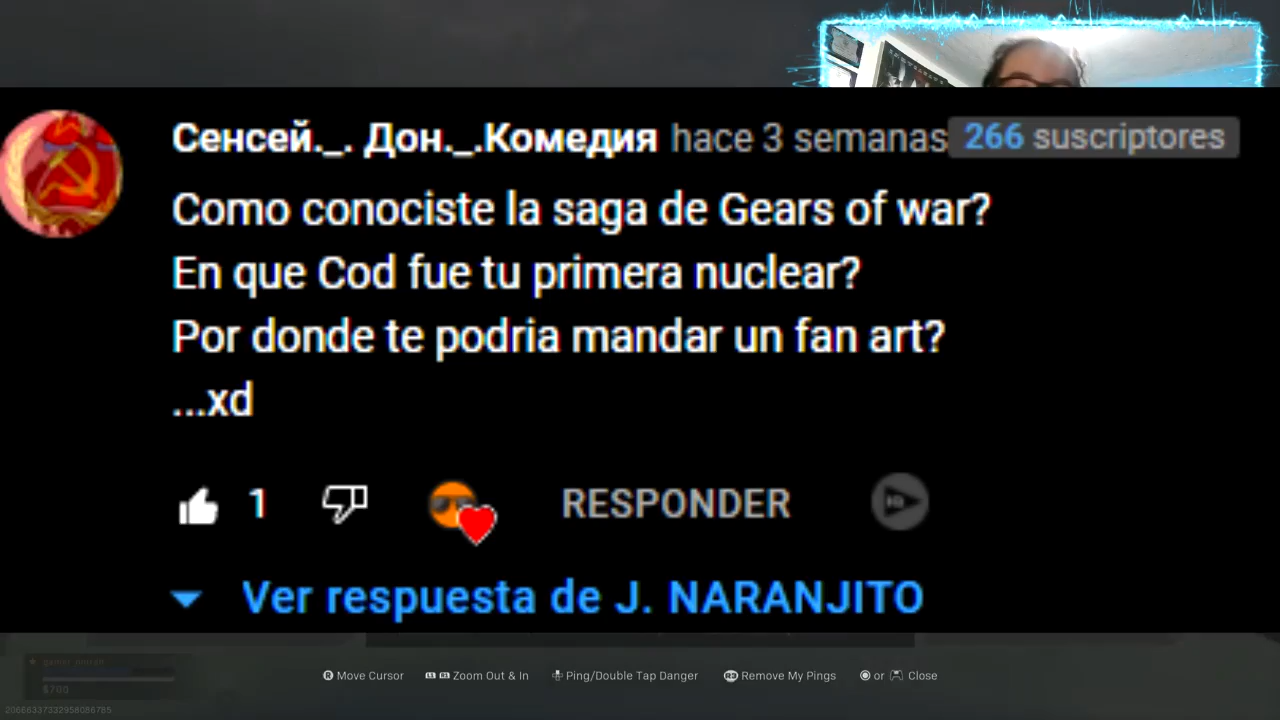 Сенсей._. Дон._.Комедия hace 3 semanas 266 suscriptores
Como conociste la saga de Gears of war?
En que Cod fue tu primera nuclear?
Por donde te podria mandar un fan art?
...xd
1 RESPONDER
Ver respuesta de J. NARANJITO
$760
R Move Cursor Zoom Out & In Ping/Double Tap Danger Remove My Pings or Close